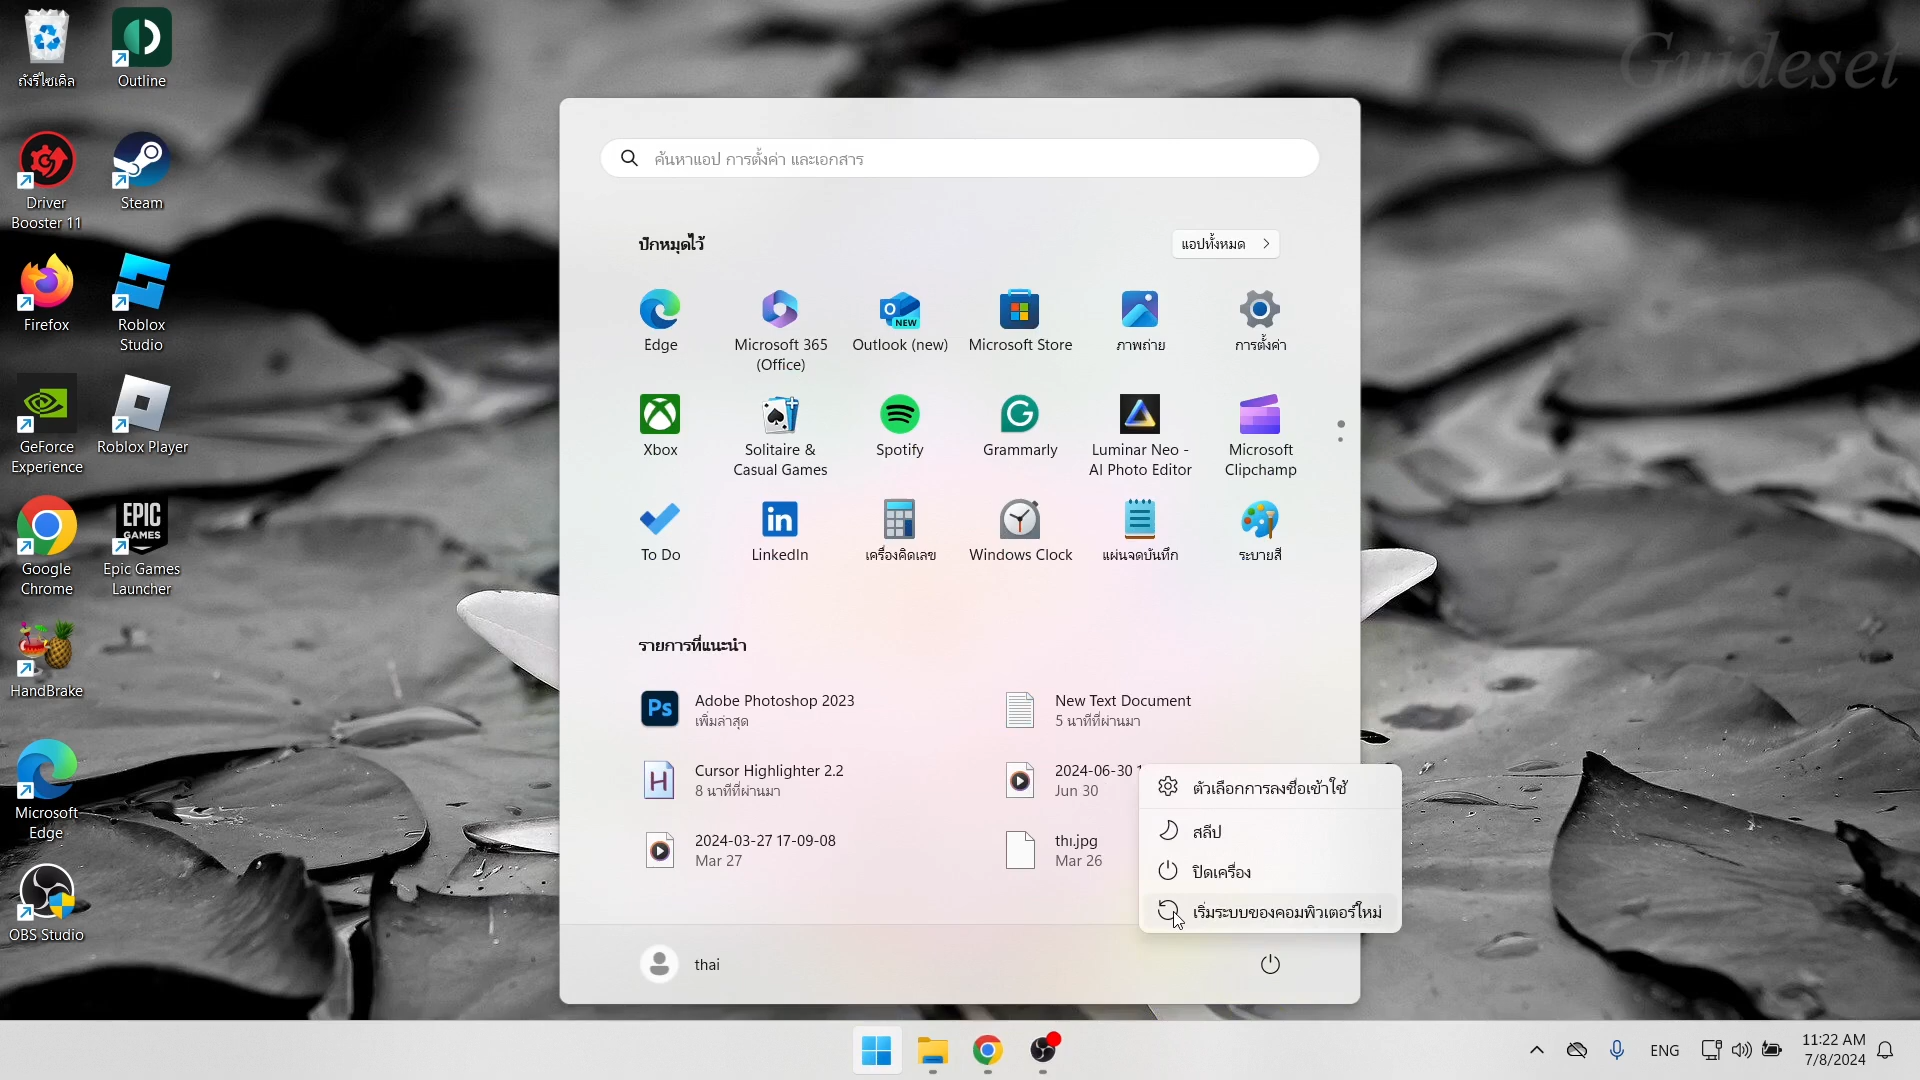 Guideset
ถังรีไซเคิล
Outline
Driver
Booster 11
Steam
Firefox
Roblox
Studio
GeForce
Experience
Roblox Player
Google
Chrome
EPIC
GAMES
Epic Games
Launcher
HandBrake
Microsoft
Edge
OBS Studio
ค้นหาแอป การตั้งค่า และเอกสาร
ปักหมุดไว้
แอปทั้งหมด
Edge
Microsoft 365
(Office)
NEW
Outlook (new)
Microsoft Store
ภาพถ่าย
การตั้งค่า
Xbox
Solitaire &
Casual Games
Spotify
Grammarly
Luminar Neo -
AI Photo Editor
Microsoft
Clipchamp
To Do
in
LinkedIn
เครื่องคิดเลข
Windows Clock
แผ่นจดบันทึก
ระบายสี
รายการที่แนะนำ
Ps
Adobe Photoshop 2023
เพิ่มล่าสุด
New Text Document
5 นาทีที่ผ่านมา
H
Cursor Highlighter 2.2
8 นาทีที่ผ่านมา
2024-06-30
Jun 30
2024-03-27 17-09-08
Mar 27
thi.jpg
Mar 26
ตัวเลือกการลงชื่อเข้าใช้
สลีป
ปิดเครื่อง
เริ่มระบบของคอมพิวเตอร์ใหม่
thai
ENG
11:22 AM
7/8/2024